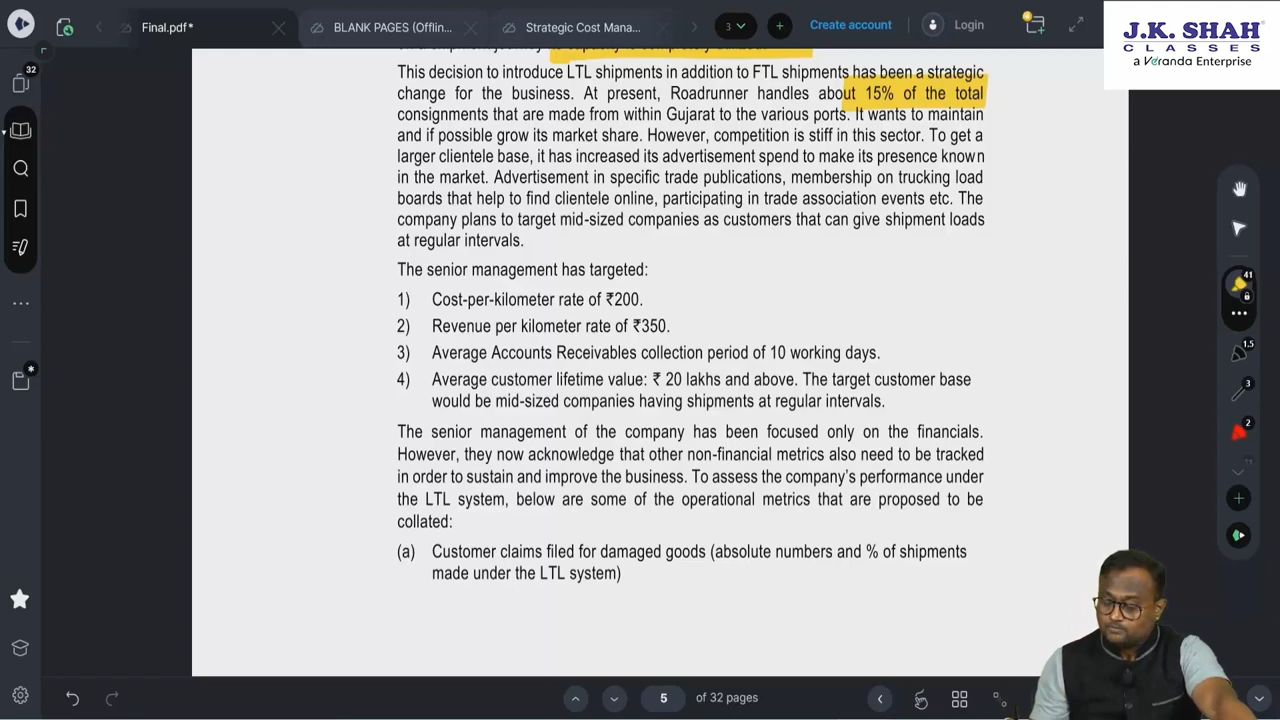 Final.pdf*
BLANK PAGES (Offlin...
Strategic Cost Mana...
3
Create account
Login
J.K. SHAH
CLASSES
a Veranda Enterprise
32
This decision to introduce LTL shipments in addition to FTL shipments has been a strategic
change for the business. At present, Roadrunner handles about 15% of the total
consignments that are made from within Gujarat to the various ports. It wants to maintain
and if possible grow its market share. However, competition is stiff in this sector. To get a
larger clientele base, it has increased its advertisement spend to make its presence known
in the market. Advertisement in specific trade publications, membership on trucking load
boards that help to find clientele online, participating in trade association events etc. The
company plans to target mid-sized companies as customers that can give shipment loads
at regular intervals.
The senior management has targeted:
1) Cost-per-kilometer rate of ₹200.
2) Revenue per kilometer rate of ₹350.
3) Average Accounts Receivables collection period of 10 working days.
4) Average customer lifetime value: ₹ 20 lakhs and above. The target customer base
would be mid-sized companies having shipments at regular intervals.
The senior management of the company has been focused only on the financials.
However, they now acknowledge that other non-financial metrics also need to be tracked
in order to sustain and improve the business. To assess the company's performance under
the LTL system, below are some of the operational metrics that are proposed to be
collated:
(a) Customer claims filed for damaged goods (absolute numbers and % of shipments
made under the LTL system)
41
1.5
3
2
5 of 32 pages